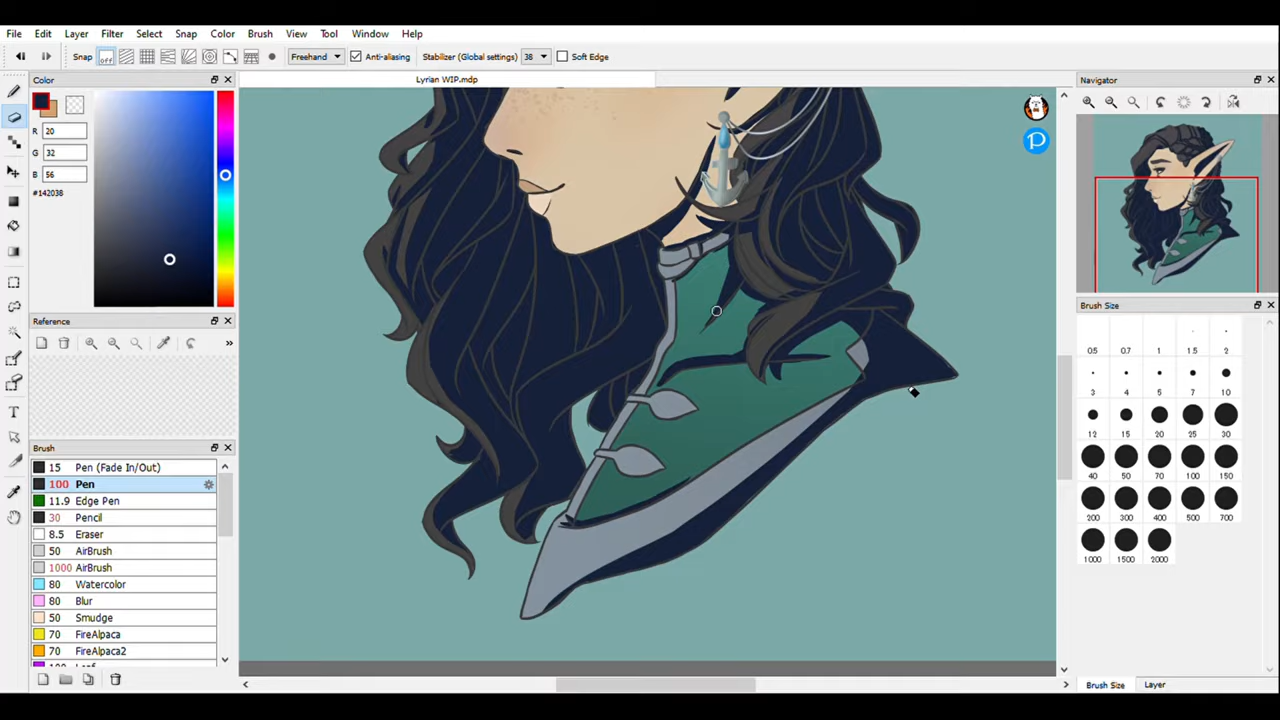 File Edit Layer Filter Select Snap Color Brush View Tool Window Help
Snap off Freehand Anti-aliasing Stabilizer (Global settings) 38 Soft Edge
Color
Lyrian WIP.mdp
Navigator
R 20
G 32
B 56
#142038
Reference
»
Brush
15 Pen (Fade In/Out)
100 Pen
11.9 Edge Pen
30 Pencil
8.5 Eraser
50 AirBrush
1000 AirBrush
80 Watercolor
80 Blur
50 Smudge
70 FireAlpaca
70 FireAlpaca2
P
Brush Size
0.5 0.7 1 1.5 2
3 4 5 7 10
12 15 20 25 30
40 50 70 100 150
200 300 400 500 700
1000 1500 2000
Brush Size Layer